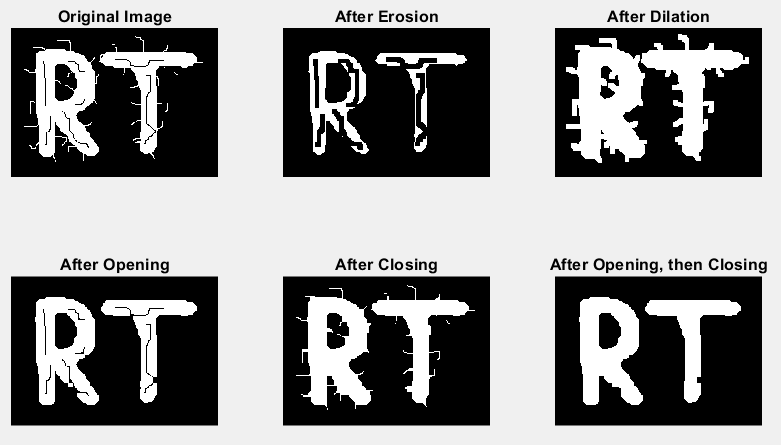 Original Image
After Erosion
After Dilation
RT
RT
RT
After Opening
After Closing
After Opening, then Closing
RT
RT
RT